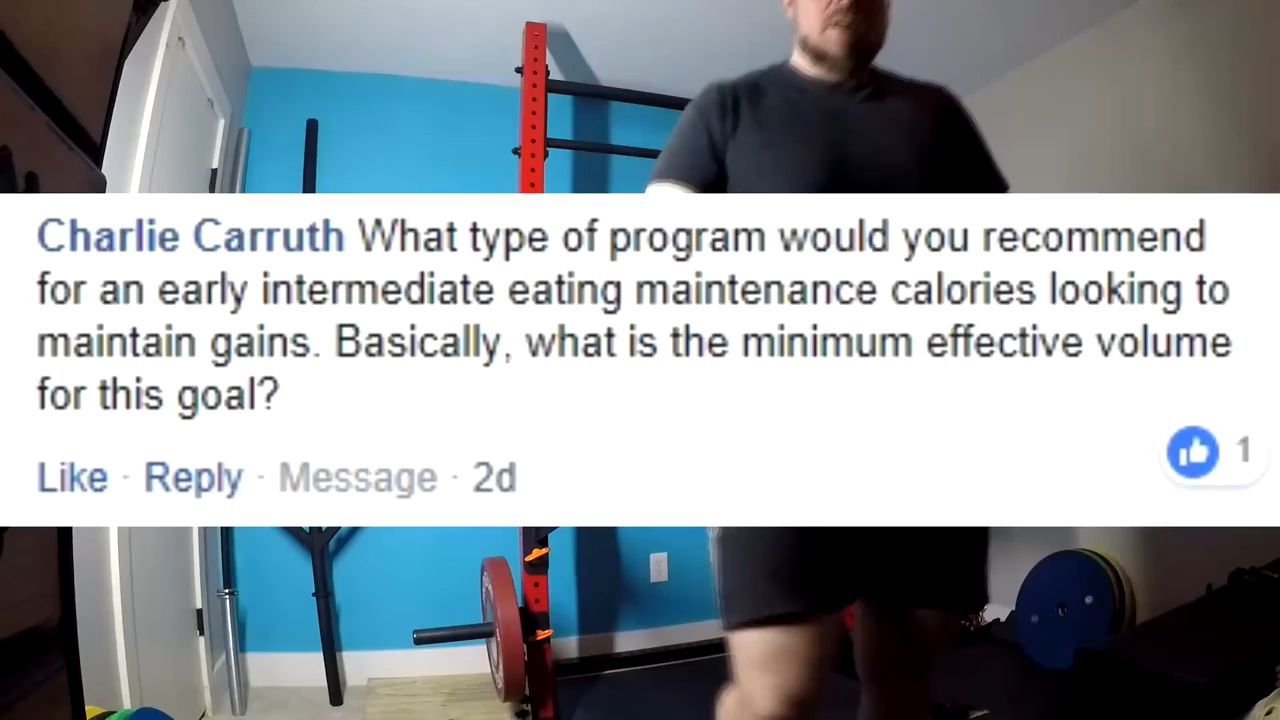 Charlie Carruth What type of program would you recommend
for an early intermediate eating maintenance calories looking to
maintain gains. Basically, what is the minimum effective volume
for this goal?
1
Like · Reply · Message · 2d